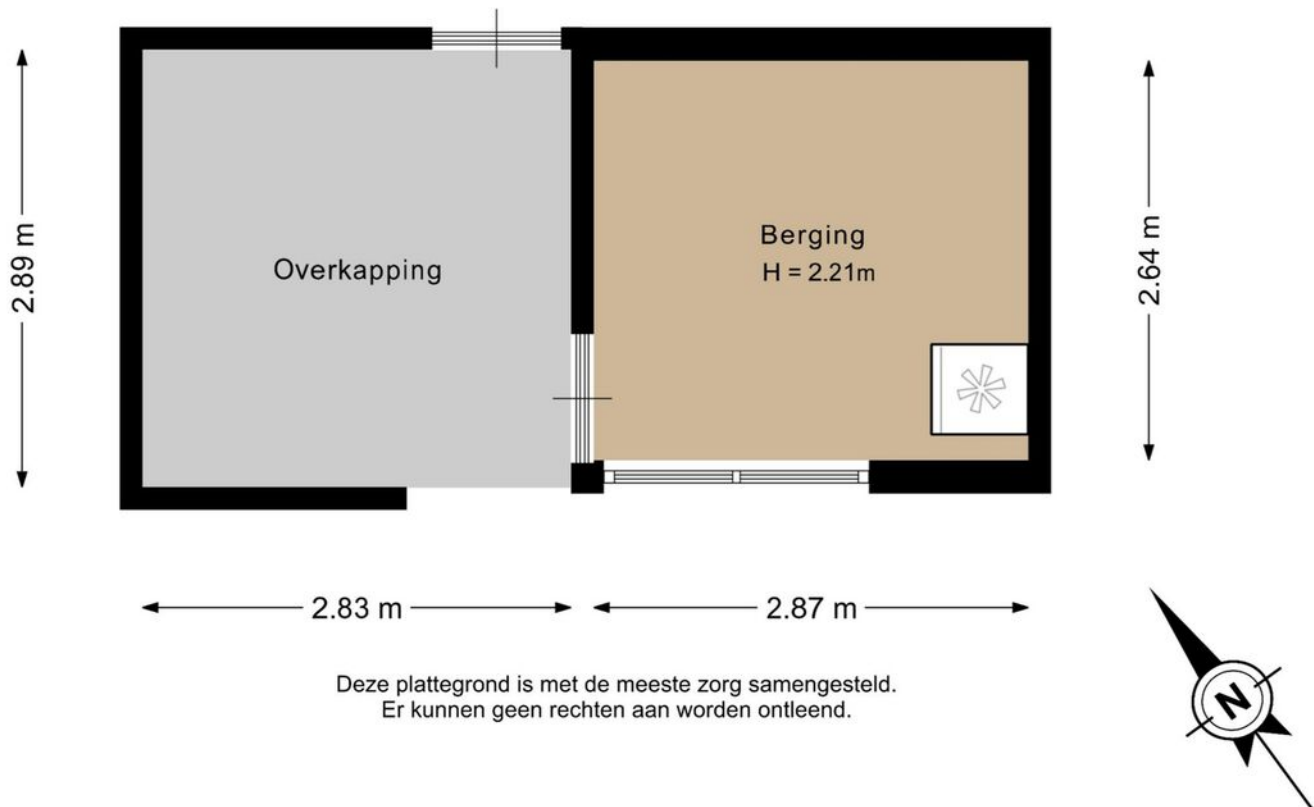 Overkapping
Berging
H = 2.21m
2.89 m
2.64 m
2.83 m
2.87 m
Deze plattegrond is met de meeste zorg samengesteld.
Er kunnen geen rechten aan worden ontleend.
N